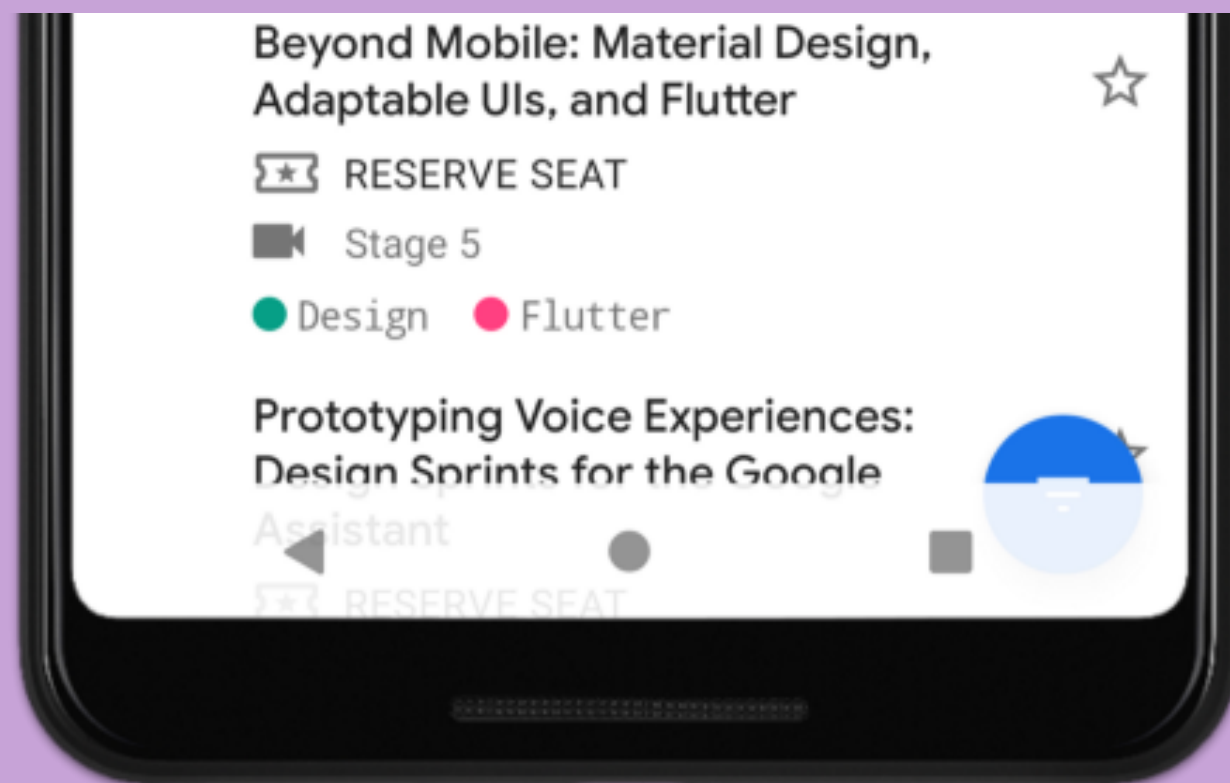 Beyond Mobile: Material Design,
Adaptable UIs, and Flutter
RESERVE SEAT
Stage 5
Design Flutter
Prototyping Voice Experiences:
Design Sprints for the Google
Assistant
RESERVE SEAT